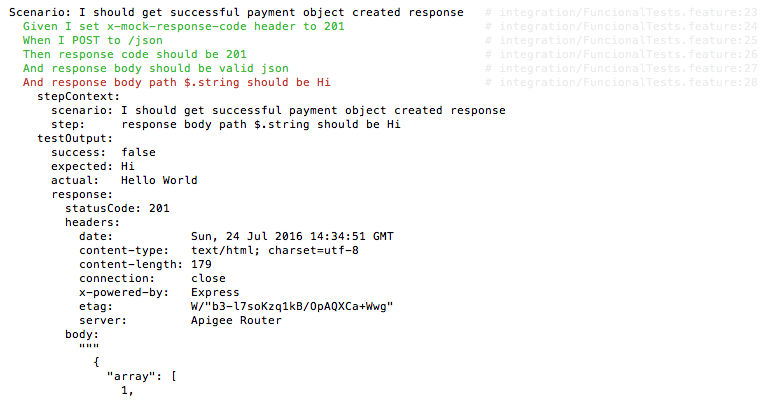 Scenario: I should get successful payment object created response # integration/FuncionalTests.feature:23
Given I set x-mock-response-code header to 201 # integration/FuncionalTests.feature:24
When I POST to /json # integration/FuncionalTests.feature:25
Then response code should be 201 # integration/FuncionalTests.feature:26
And response body should be valid json # integration/FuncionalTests.feature:27
And response body path $.string should be Hi # integration/FuncionalTests.feature:28
stepContext:
scenario: I should get successful payment object created response
step: response body path $.string should be Hi
testOutput:
success: false
expected: Hi
actual: Hello World
response:
statusCode: 201
headers:
date: Sun, 24 Jul 2016 14:34:51 GMT
content-type: text/html; charset=utf-8
content-length: 179
connection: close
x-powered-by: Express
etag: W/"b3-l7soKzq1kB/OpAQXCa+Wwg"
server: Apigee Router
body:
"""
{
"array": [
1,